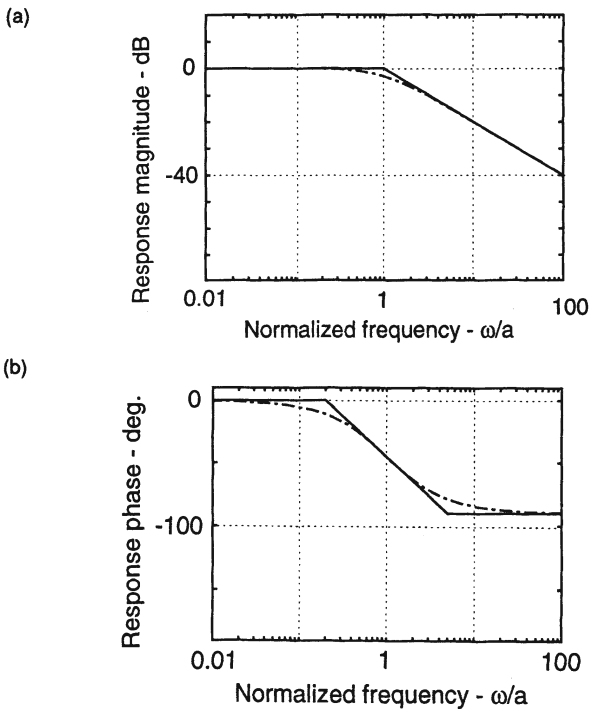 (a)
Response magnitude - dB
0
-40
0.01
1
100
Normalized frequency - ω/a
(b)
Response phase - deg.
0
-100
0.01
1
100
Normalized frequency - ω/a